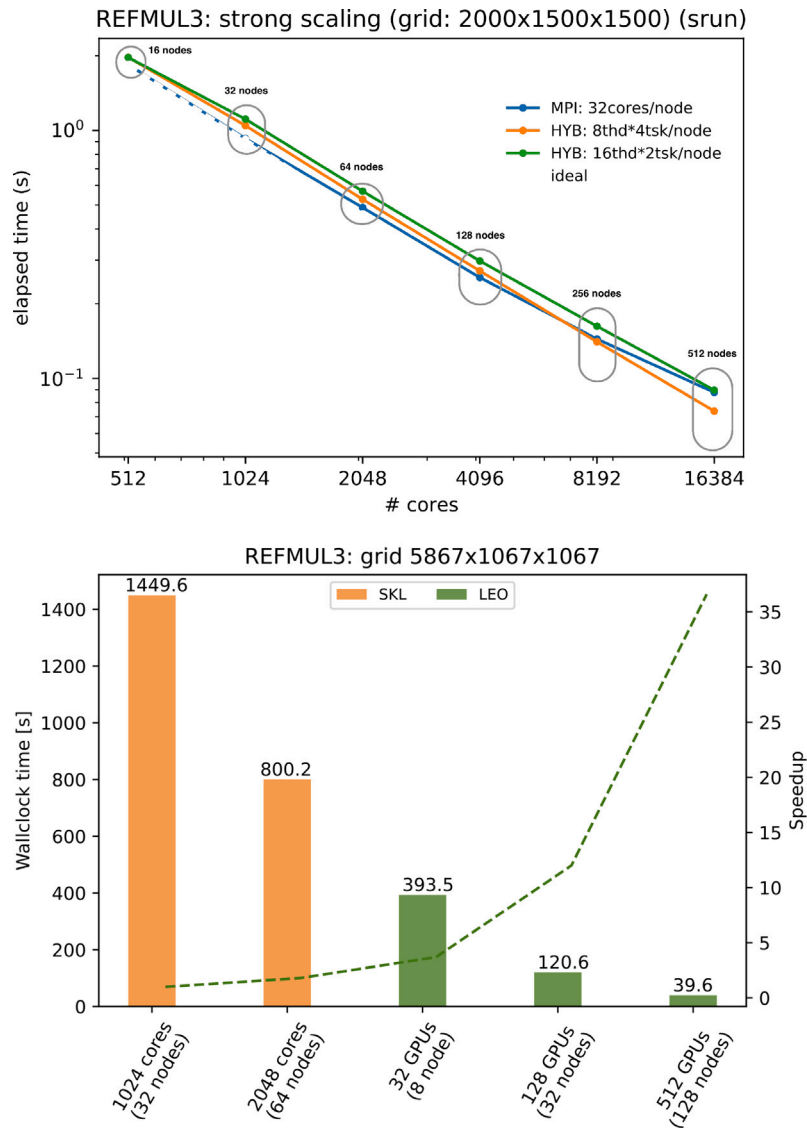 REFMUL3: strong scaling (grid: 2000x1500x1500) (srun)
16 nodes
32 nodes
64 nodes
128 nodes
256 nodes
512 nodes
MPI: 32cores/node
HYB: 8thd*4tsk/node
HYB: 16thd*2tsk/node
ideal
10⁰
10⁻¹
elapsed time (s)
512 1024 2048 4096 8192 16384
# cores
REFMUL3: grid 5867x1067x1067
SKL LEO
1449.6
800.2
393.5
120.6
39.6
1400
1200
1000
800
600
400
200
0
Wallclock time [s]
35
30
25
20
15
10
5
0
Speedup
1024 cores
(32 nodes)
2048 cores
(64 nodes)
32 GPUs
(8 node)
128 GPUs
(32 nodes)
512 GPUs
(128 nodes)